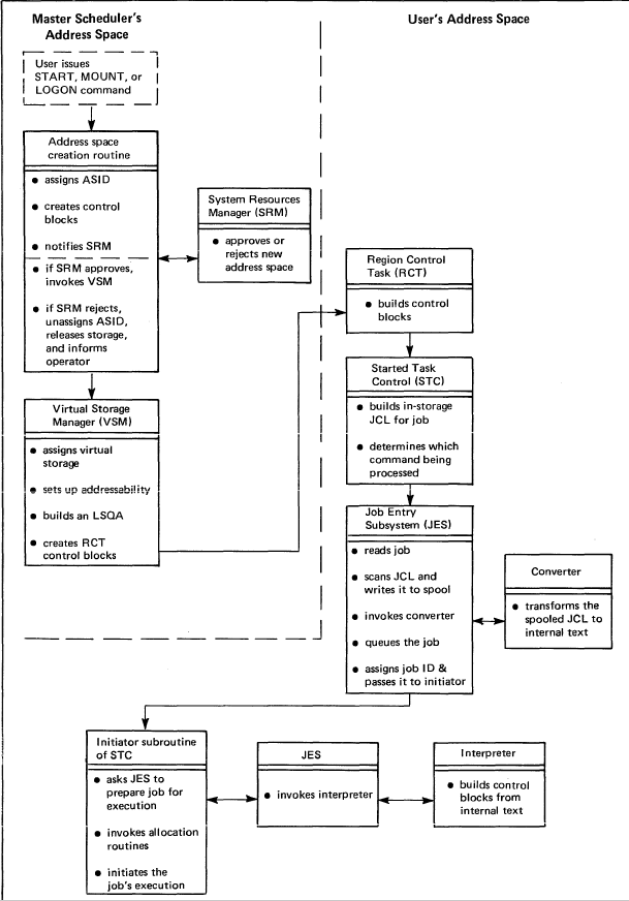 Master Scheduler's
Address Space
User's Address Space
User issues
START, MOUNT, or
LOGON command
Address space
creation routine
• assigns ASID
• creates control
blocks
• notifies SRM
• if SRM approves,
invokes VSM
• if SRM rejects,
unassigns ASID,
releases storage,
and informs
operator
System Resources
Manager (SRM)
• approves or
rejects new
address space
Virtual Storage
Manager (VSM)
• assigns virtual
storage
• sets up addressability
• builds an LSQA
• creates RCT
control blocks
Region Control
Task (RCT)
• builds control
blocks
Started Task
Control (STC)
• builds in-storage
JCL for job
• determines which
command being
processed
Job Entry
Subsystem (JES)
• reads job
• scans JCL and
writes it to spool
• invokes converter
• queues the job
• assigns job ID &
passes it to initiator
Converter
• transforms the
spooled JCL to
internal text
Initiator subroutine
of STC
• asks JES to
prepare job for
execution
• invokes allocation
routines
• initiates the
job's execution
JES
• invokes interpreter
Interpreter
• builds control
blocks from
internal text